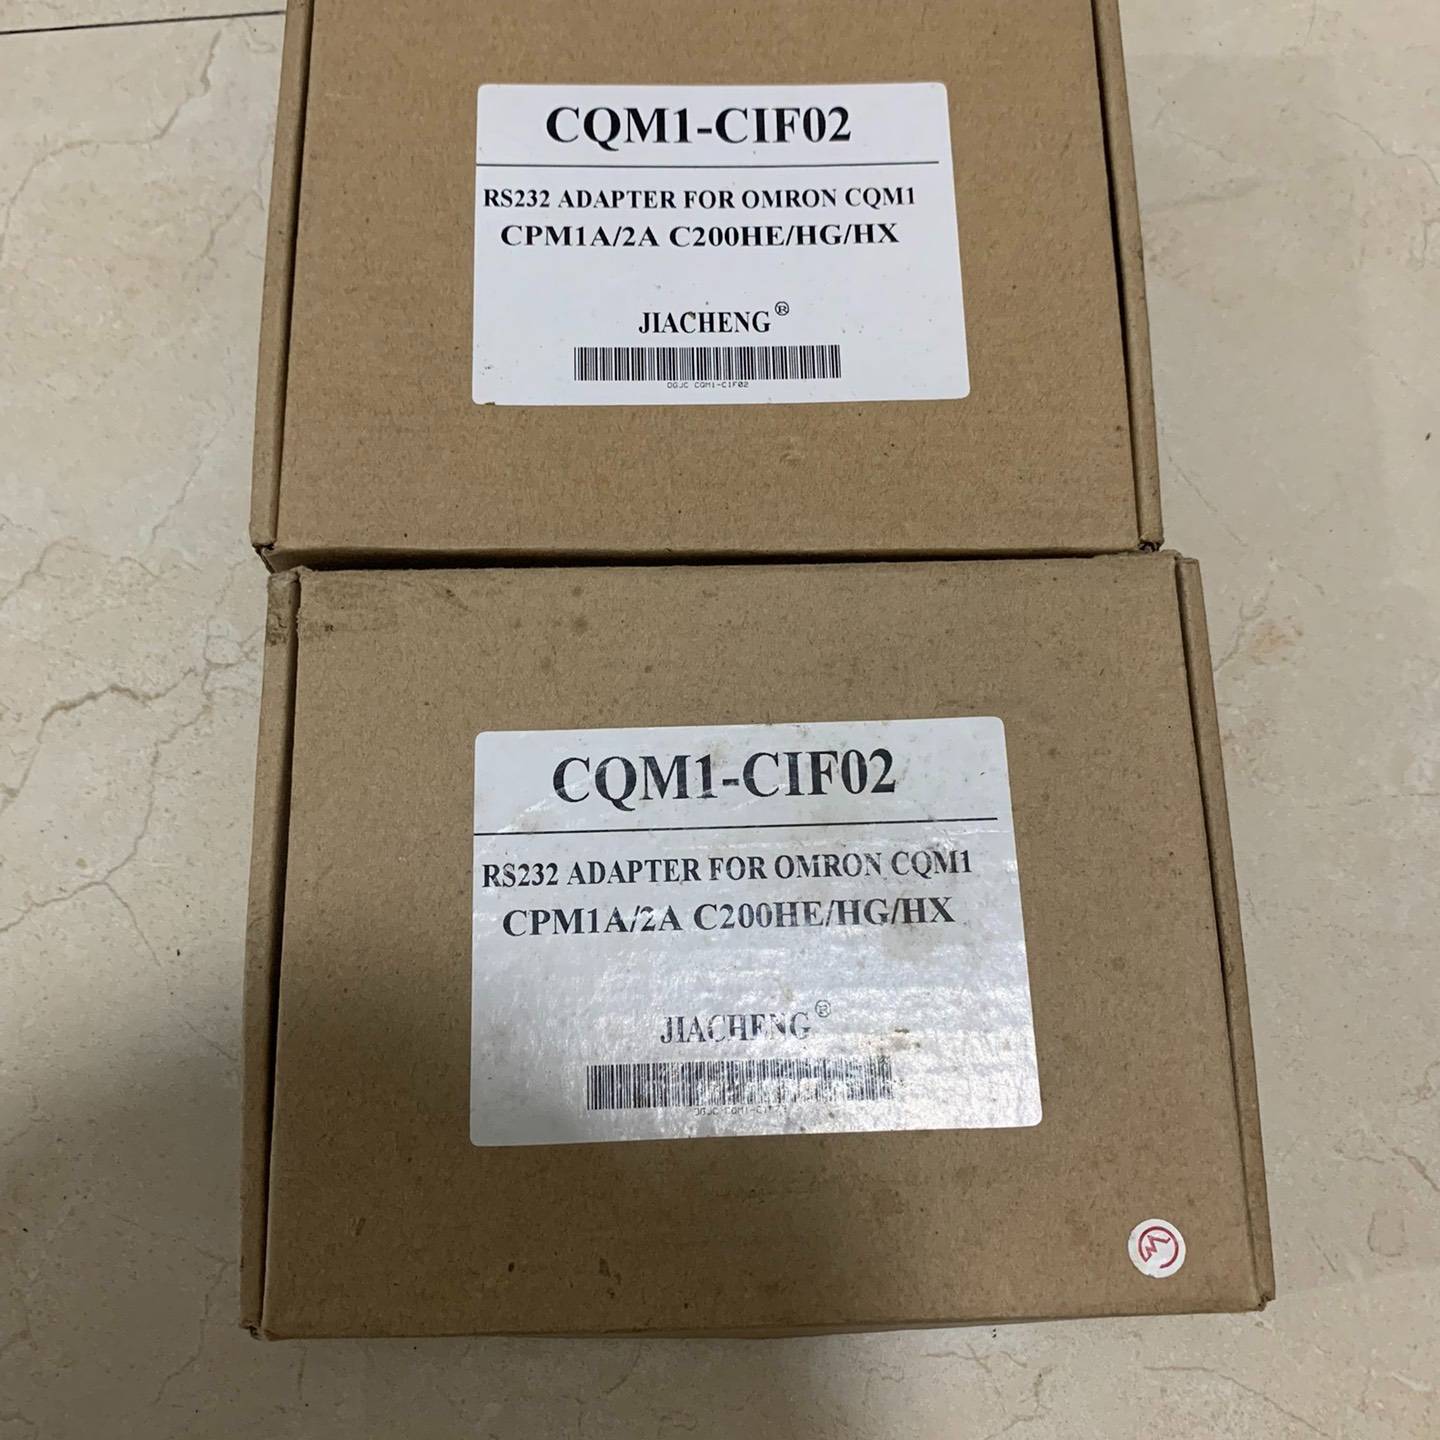 CQM1-CIF02
RS232 ADAPTER FOR OMRON CQM1
CPM1A/2A C200HE/HG/HX
JIACHENG®
DGJC CQM1-CIF02
CQM1-CIF02
RS232 ADAPTER FOR OMRON CQM1
CPM1A/2A C200HE/HG/HX
JIACHENG®